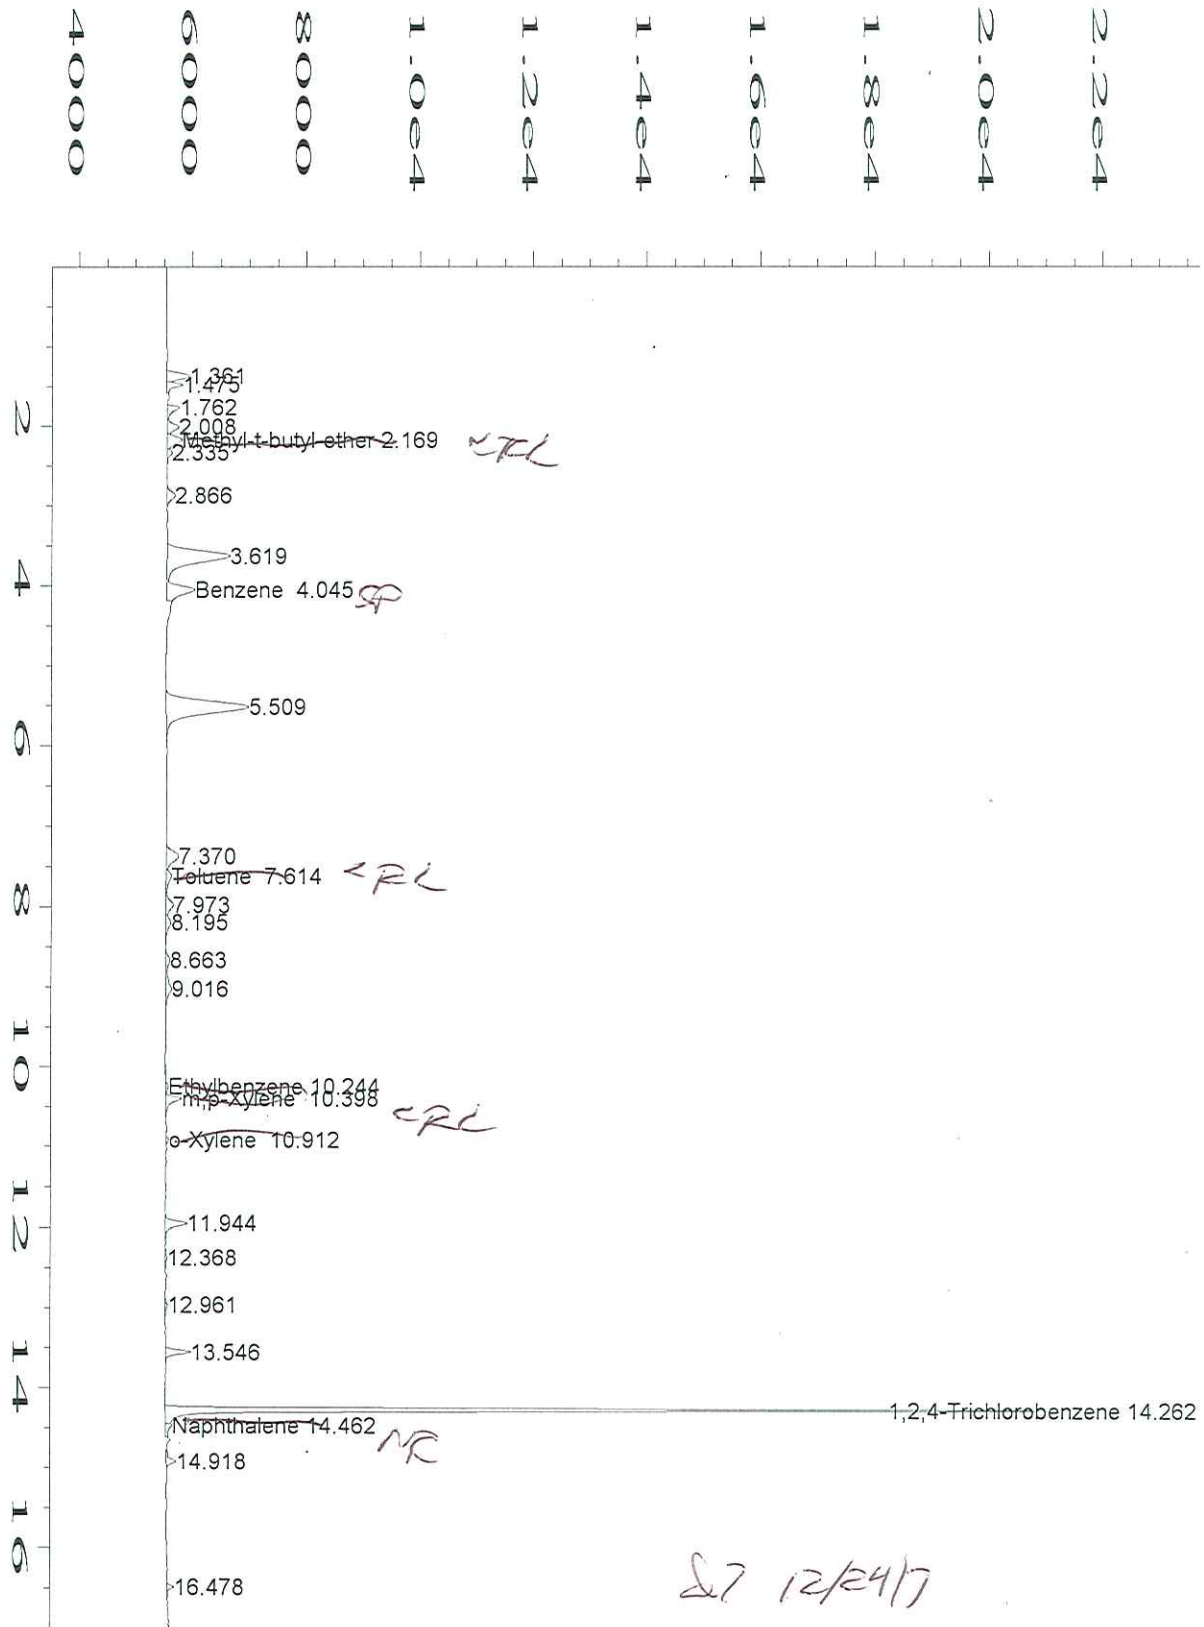 4000
6000
8000
1.0e4
1.2e4
1.4e4
1.6e4
1.8e4
2.0e4
2.2e4
1.361
1.475
1.762
2
2.008
Methyl-t-butyl-ether 2.169
2.335
2.866
3.619
4
Benzene 4.045
5.509
6
7.370
Toluene 7.614 <RL
8
7.973
8.195
8.663
9.016
10
Ethylbenzene 10.244
m,p-Xylene 10.398
<RL
o-Xylene 10.912
12
11.944
12.368
12.961
13.546
14
1,2,4-Trichlorobenzene 14.262
Naphthalene 14.462 NR
14.918
16
16.478
12/24/7